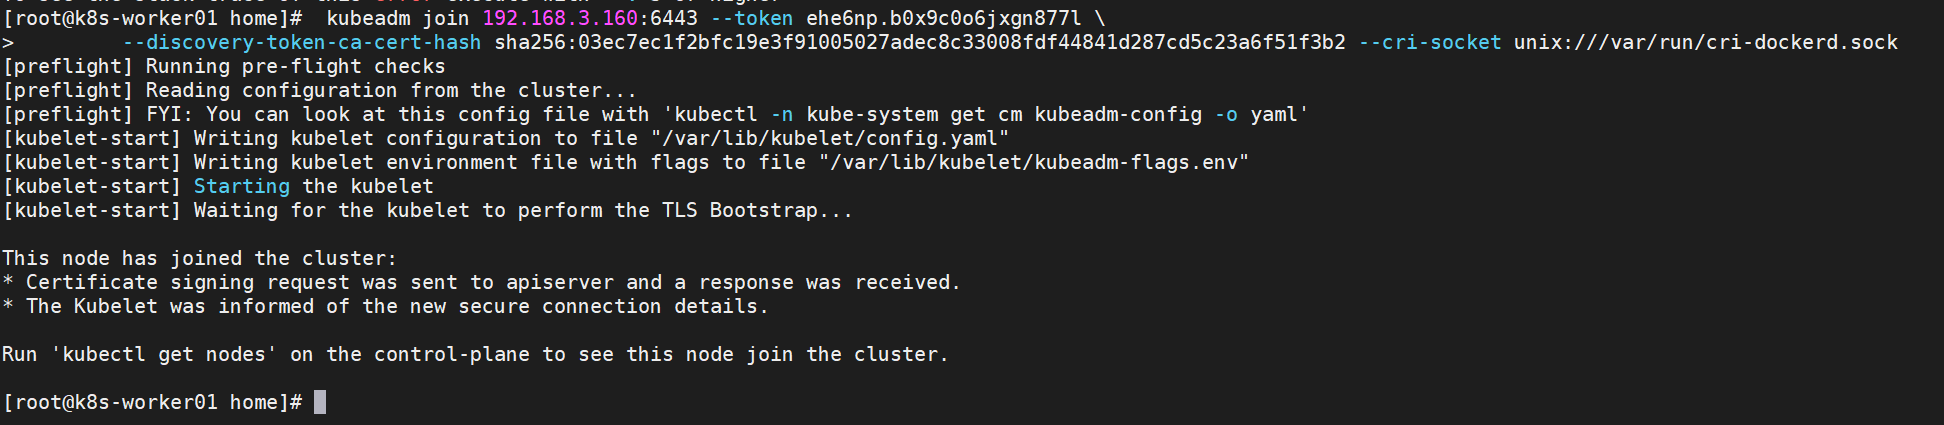 [root@k8s-worker01 home]#  kubeadm join 192.168.3.160:6443 --token ehe6np.b0x9c0o6jxgn877l \
>         --discovery-token-ca-cert-hash sha256:03ec7ec1f2bfc19e3f91005027adec8c33008fdf44841d287cd5c23a6f51f3b2 --cri-socket unix:///var/run/cri-dockerd.sock
[preflight] Running pre-flight checks
[preflight] Reading configuration from the cluster...
[preflight] FYI: You can look at this config file with 'kubectl -n kube-system get cm kubeadm-config -o yaml'
[kubelet-start] Writing kubelet configuration to file "/var/lib/kubelet/config.yaml"
[kubelet-start] Writing kubelet environment file with flags to file "/var/lib/kubelet/kubeadm-flags.env"
[kubelet-start] Starting the kubelet
[kubelet-start] Waiting for the kubelet to perform the TLS Bootstrap...
This node has joined the cluster:
* Certificate signing request was sent to apiserver and a response was received.
* The Kubelet was informed of the new secure connection details.
Run 'kubectl get nodes' on the control-plane to see this node join the cluster.
[root@k8s-worker01 home]#